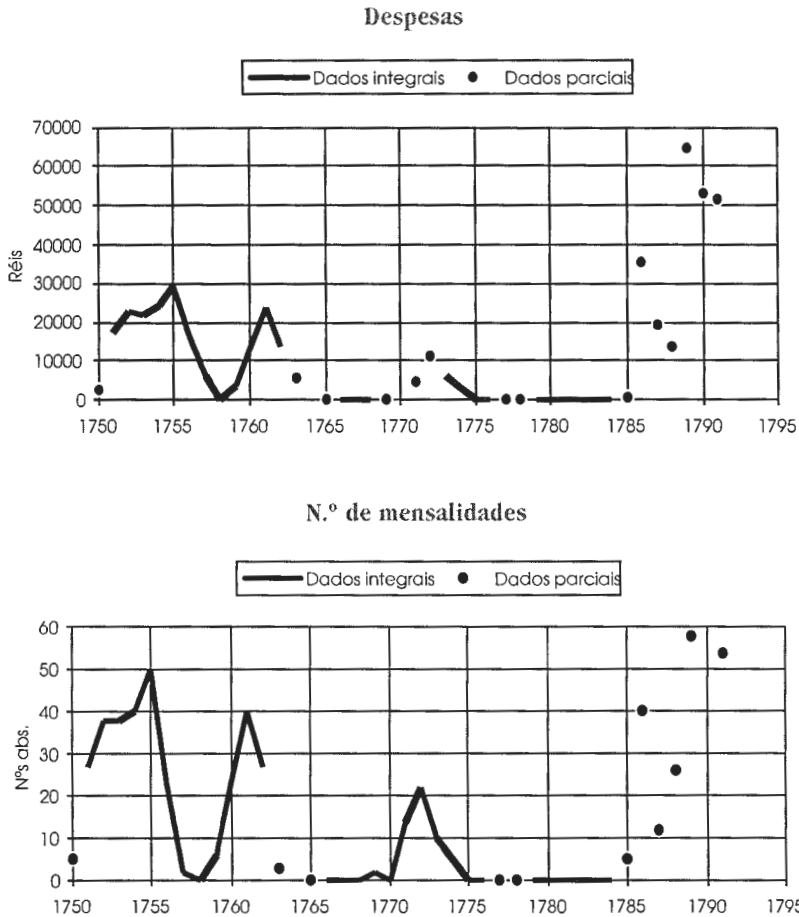 Despesas
Dados integrais Dados parciais
70000
60000
50000
40000
30000
20000
10000
0
Réis
1750 1755 1760 1765 1770 1775 1780 1785 1790 1795
N.º de mensalidades
Dados integrais Dados parciais
60
50
40
30
20
10
0
Nºs abs.
1750 1755 1760 1765 1770 1775 1780 1785 1790 1795